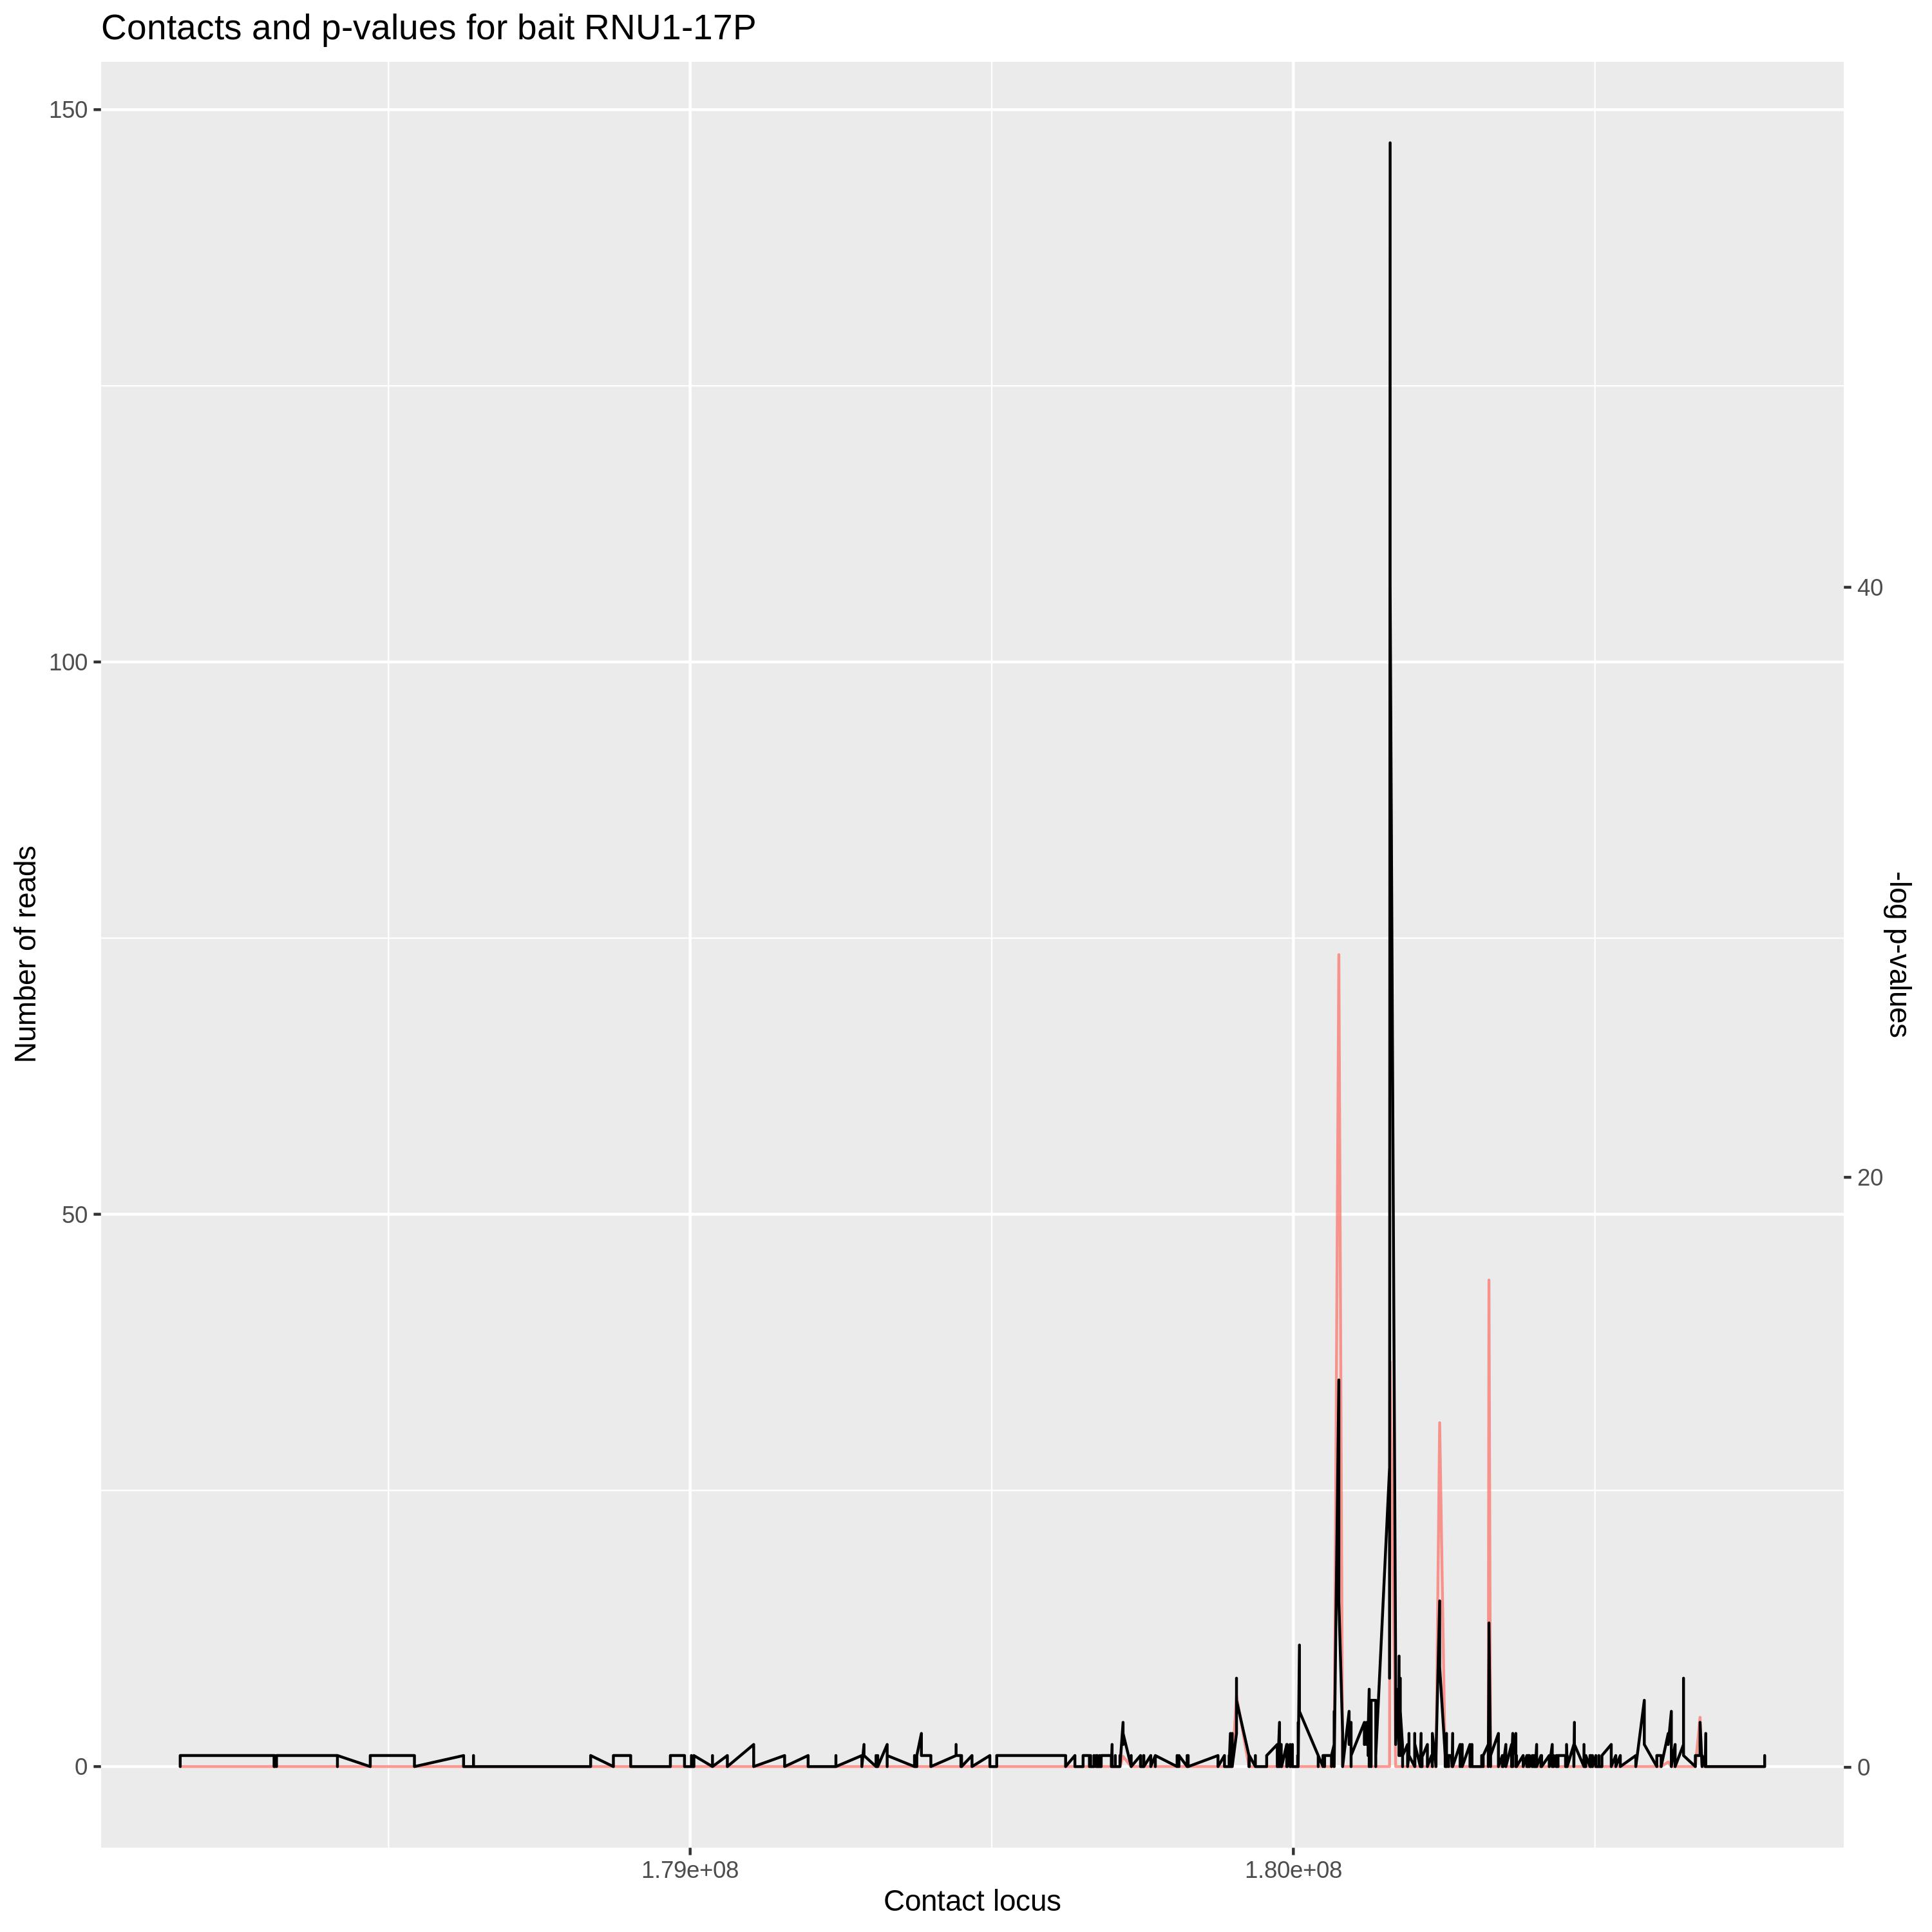 Contacts and p-values for bait RNU1-17P
150
100
50
0
Number of reads
40
20
0
-log p-values
1.79e+08
1.80e+08
Contact locus